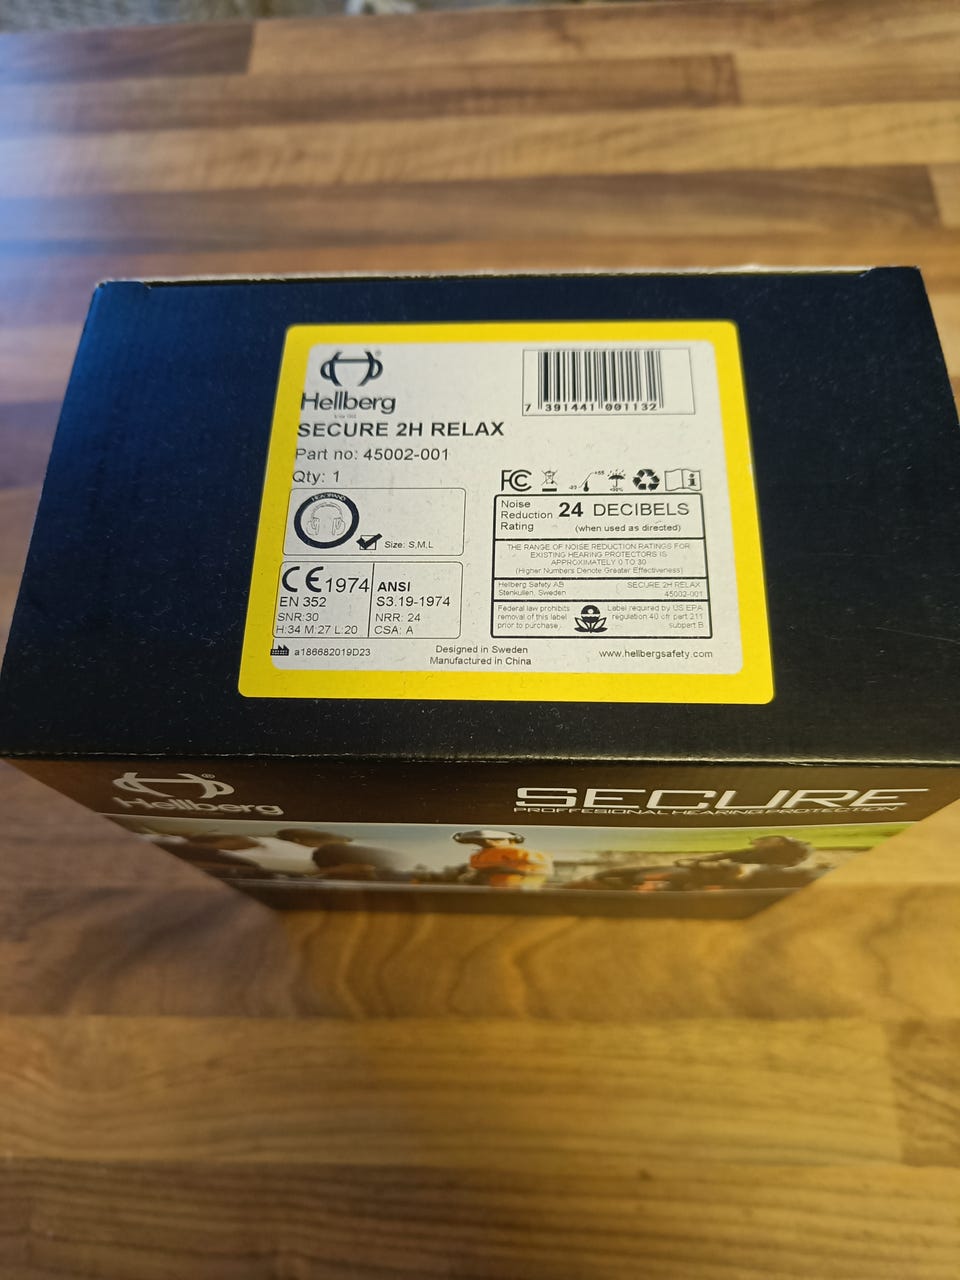 Hellberg
SECURE 2H RELAX
Part no: 45002-001
Qty: 1
7 391441 001132
HEADBAND
Size: S,M,L
CE 1974
EN 352
SNR:30
H:34 M:27 L:20
ANSI
S3.19-1974
NRR: 24
CSA: A
FC
-25 +55
<90%
Noise
Reduction
Rating
24 DECIBELS
(when used as directed)
THE RANGE OF NOISE REDUCTION RATINGS FOR
EXISTING HEARING PROTECTORS IS
APPROXIMATELY 0 TO 30
(Higher Numbers Denote Greater Effectiveness)
Hellberg Safety AB
Stenkullen, Sweden
SECURE 2H RELAX
45002-001
Federal law prohibits
removal of this label
prior to purchase
Label required by US EPA
regulation 40 cfr part 211
subpart B
a186682019D23
Designed in Sweden
Manufactured in China
www.hellbergsafety.com
Hellberg
SECURE
PROFFESIONAL HEARING PROTECTION